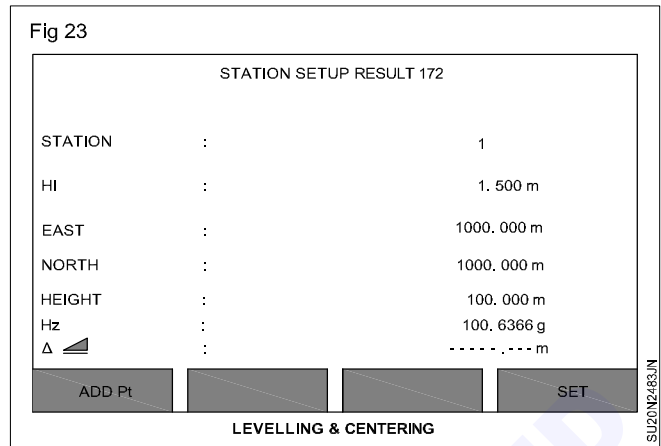 Fig 23
STATION SETUP RESULT 172
STATION : 1
HI : 1. 500 m
EAST : 1000. 000 m
NORTH : 1000. 000 m
HEIGHT : 100. 000 m
Hz : 100. 6366 g
Δ : - - - - - . - - - m
ADD Pt SET
LEVELLING & CENTERING
SU20N2483JN